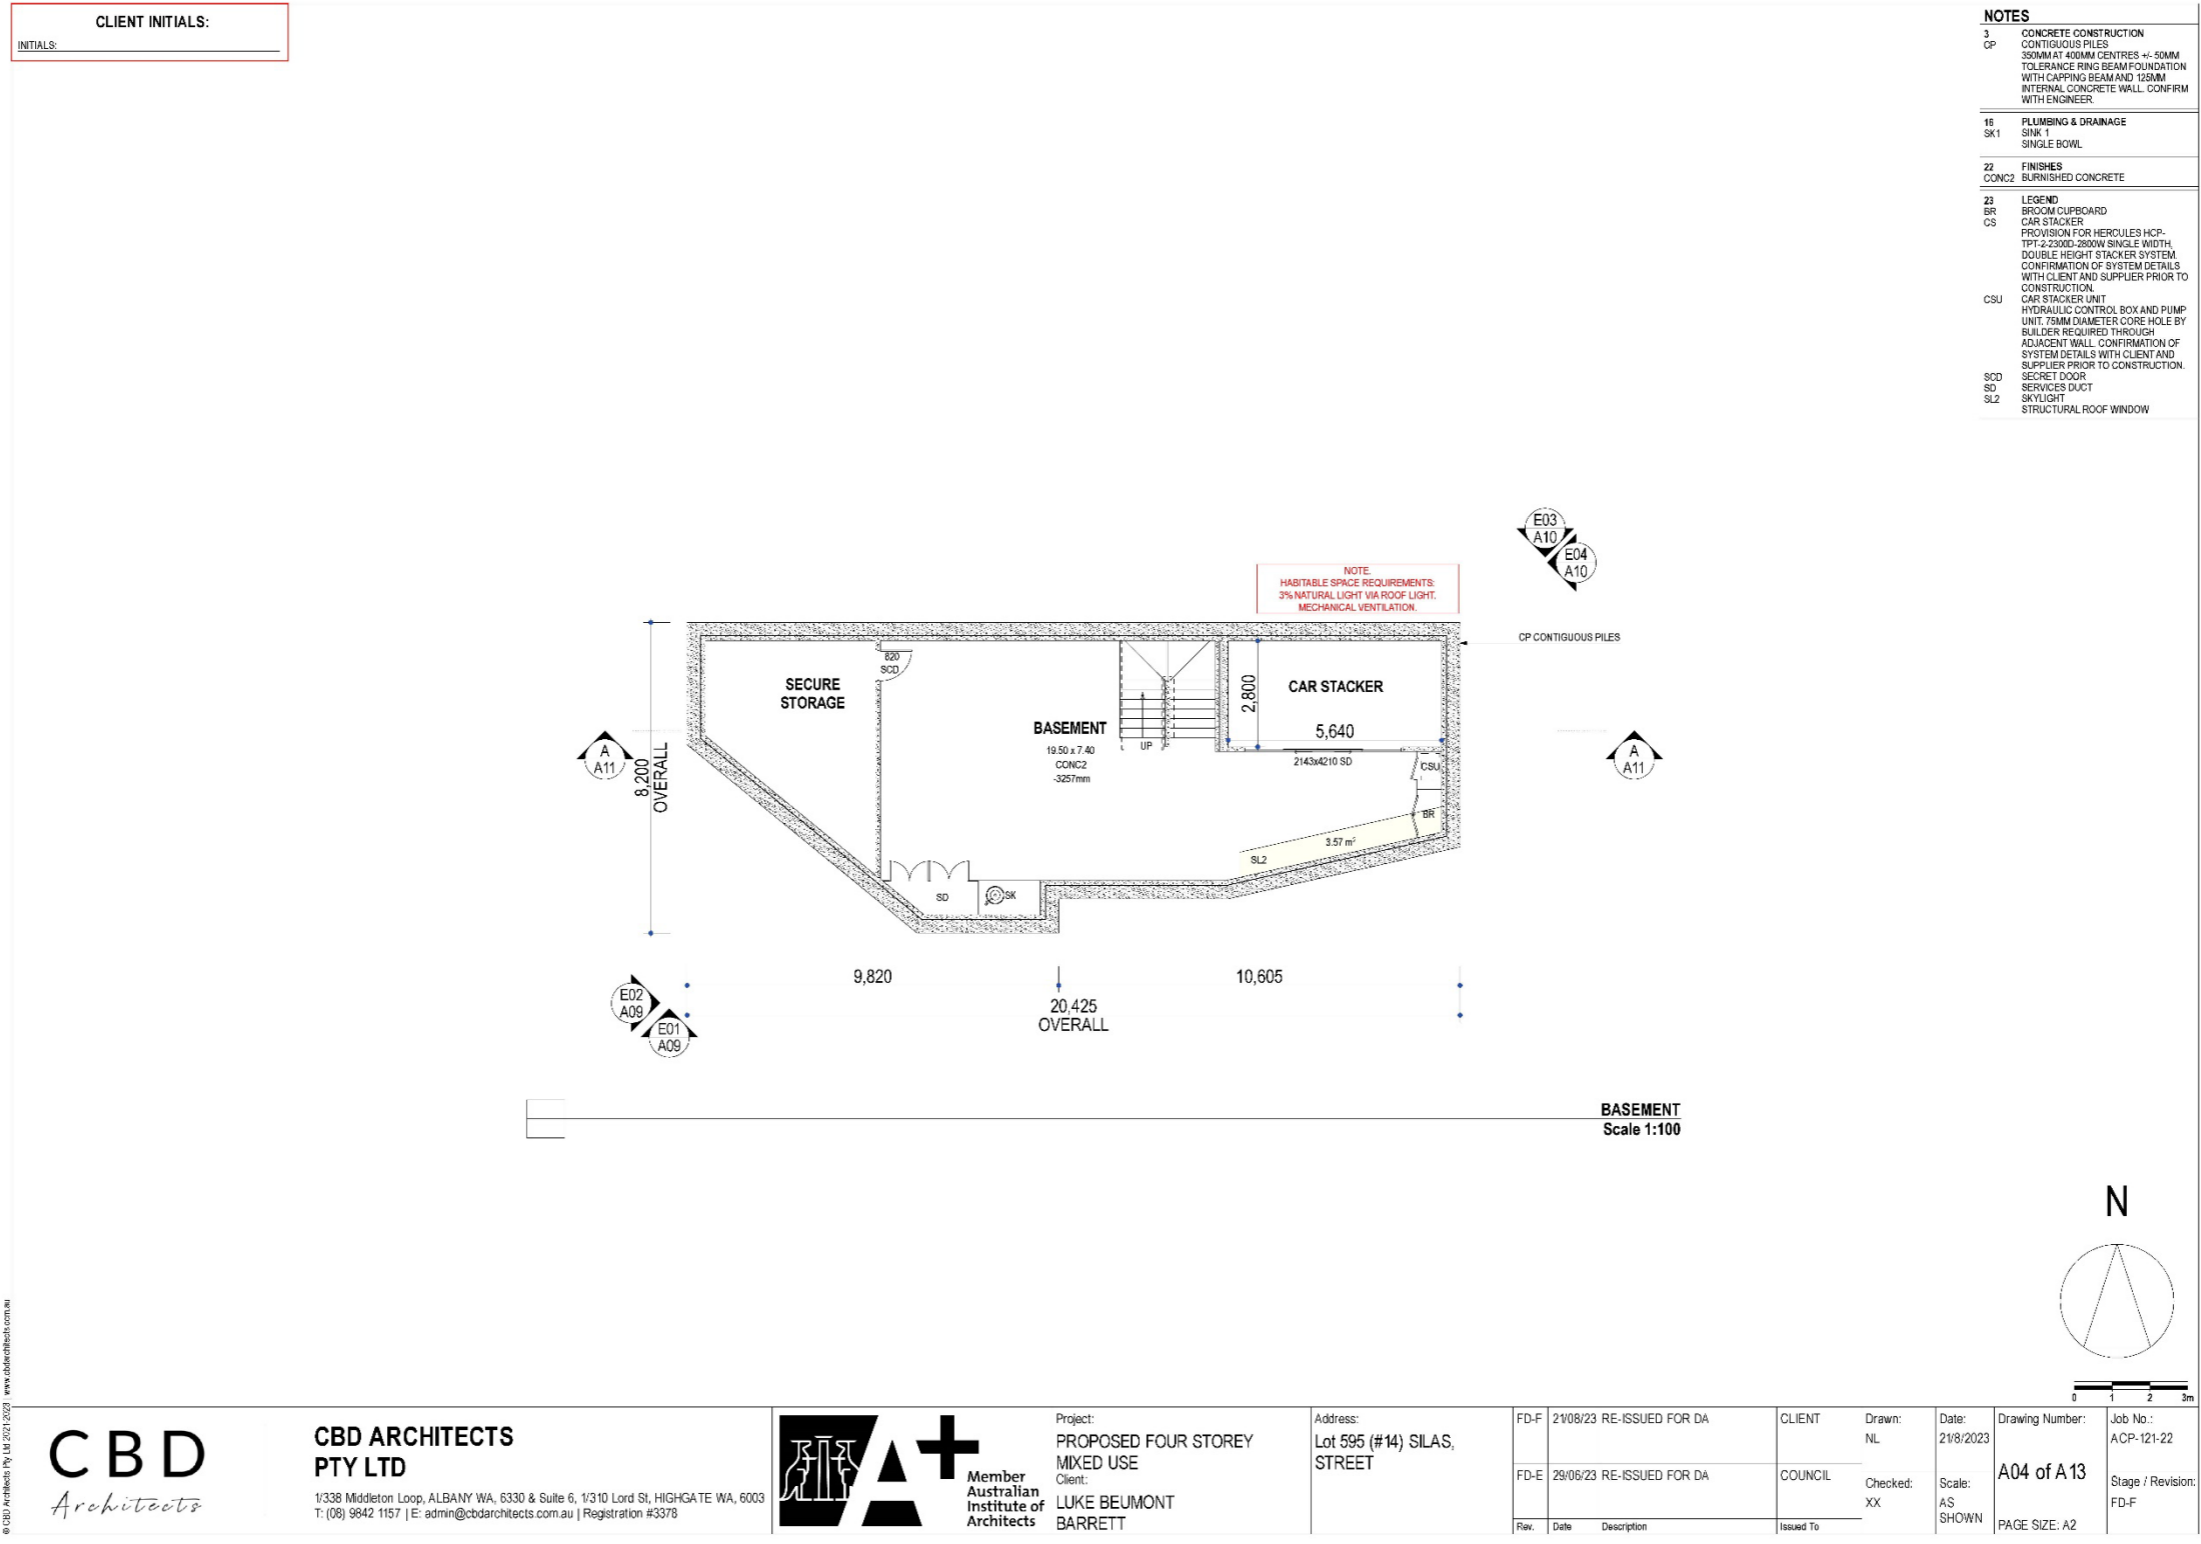 CLIENT INITIALS:
INITIALS:
NOTES
3 CONCRETE CONSTRUCTION
CP CONTIGUOUS PILES
350MM AT 400MM CENTRES +/- 50MM
TOLERANCE RING BEAM FOUNDATION
WITH CAPPING BEAM AND 125MM
INTERNAL CONCRETE WALL. CONFIRM
WITH ENGINEER.
16 PLUMBING & DRAINAGE
SK1 SINK 1
SINGLE BOWL
22 FINISHES
CONC2 BURNISHED CONCRETE
23 LEGEND
BR BROOM CUPBOARD
CS CAR STACKER
PROVISION FOR HERCULES HCP-
TPT-2-2300D-2800W SINGLE WIDTH,
DOUBLE HEIGHT STACKER SYSTEM.
CONFIRMATION OF SYSTEM DETAILS
WITH CLIENT AND SUPPLIER PRIOR TO
CONSTRUCTION.
CSU CAR STACKER UNIT
HYDRAULIC CONTROL BOX AND PUMP
UNIT. 75MM DIAMETER CORE HOLE BY
BUILDER REQUIRED THROUGH
ADJACENT WALL. CONFIRMATION OF
SYSTEM DETAILS WITH CLIENT AND
SUPPLIER PRIOR TO CONSTRUCTION.
SCD SECRET DOOR
SD SERVICES DUCT
SL2 SKYLIGHT
STRUCTURAL ROOF WINDOW
E03
A10
E04
A10
NOTE.
HABITABLE SPACE REQUIREMENTS:
3% NATURAL LIGHT VIA ROOF LIGHT.
MECHANICAL VENTILATION.
CP CONTIGUOUS PILES
820
SCD
SECURE
STORAGE
CAR STACKER
2,800
5,640
BASEMENT
19.50 x 7.40
CONC2
-3257mm
UP
2143x4210 SD
CSU
BR
3.57 m²
SL2
SD
SK
A
A11
A
A11
8,200
OVERALL
9,820
10,605
20,425
OVERALL
E02
A09
E01
A09
BASEMENT
Scale 1:100
N
0 1 2 3m
© CBD Architects Pty Ltd 2021-2023 | www.cbdarchitects.com.au
CBD
Architects
CBD ARCHITECTS
PTY LTD
1/338 Middleton Loop, ALBANY WA, 6330 & Suite 6, 1/310 Lord St, HIGHGATE WA, 6003
T: (08) 9842 1157 | E: admin@cbdarchitects.com.au | Registration #3378
A+
Member
Australian
Institute of
Architects
Project:
PROPOSED FOUR STOREY
MIXED USE
Client:
LUKE BEUMONT
BARRETT
Address:
Lot 595 (#14) SILAS,
STREET
FD-F 21/08/23 RE-ISSUED FOR DA CLIENT
FD-E 29/06/23 RE-ISSUED FOR DA COUNCIL
Rev. Date Description Issued To
Drawn:
NL
Checked:
XX
Date:
21/8/2023
Scale:
AS
SHOWN
Drawing Number:
A04 of A13
PAGE SIZE: A2
Job No.:
ACP-121-22
Stage / Revision:
FD-F